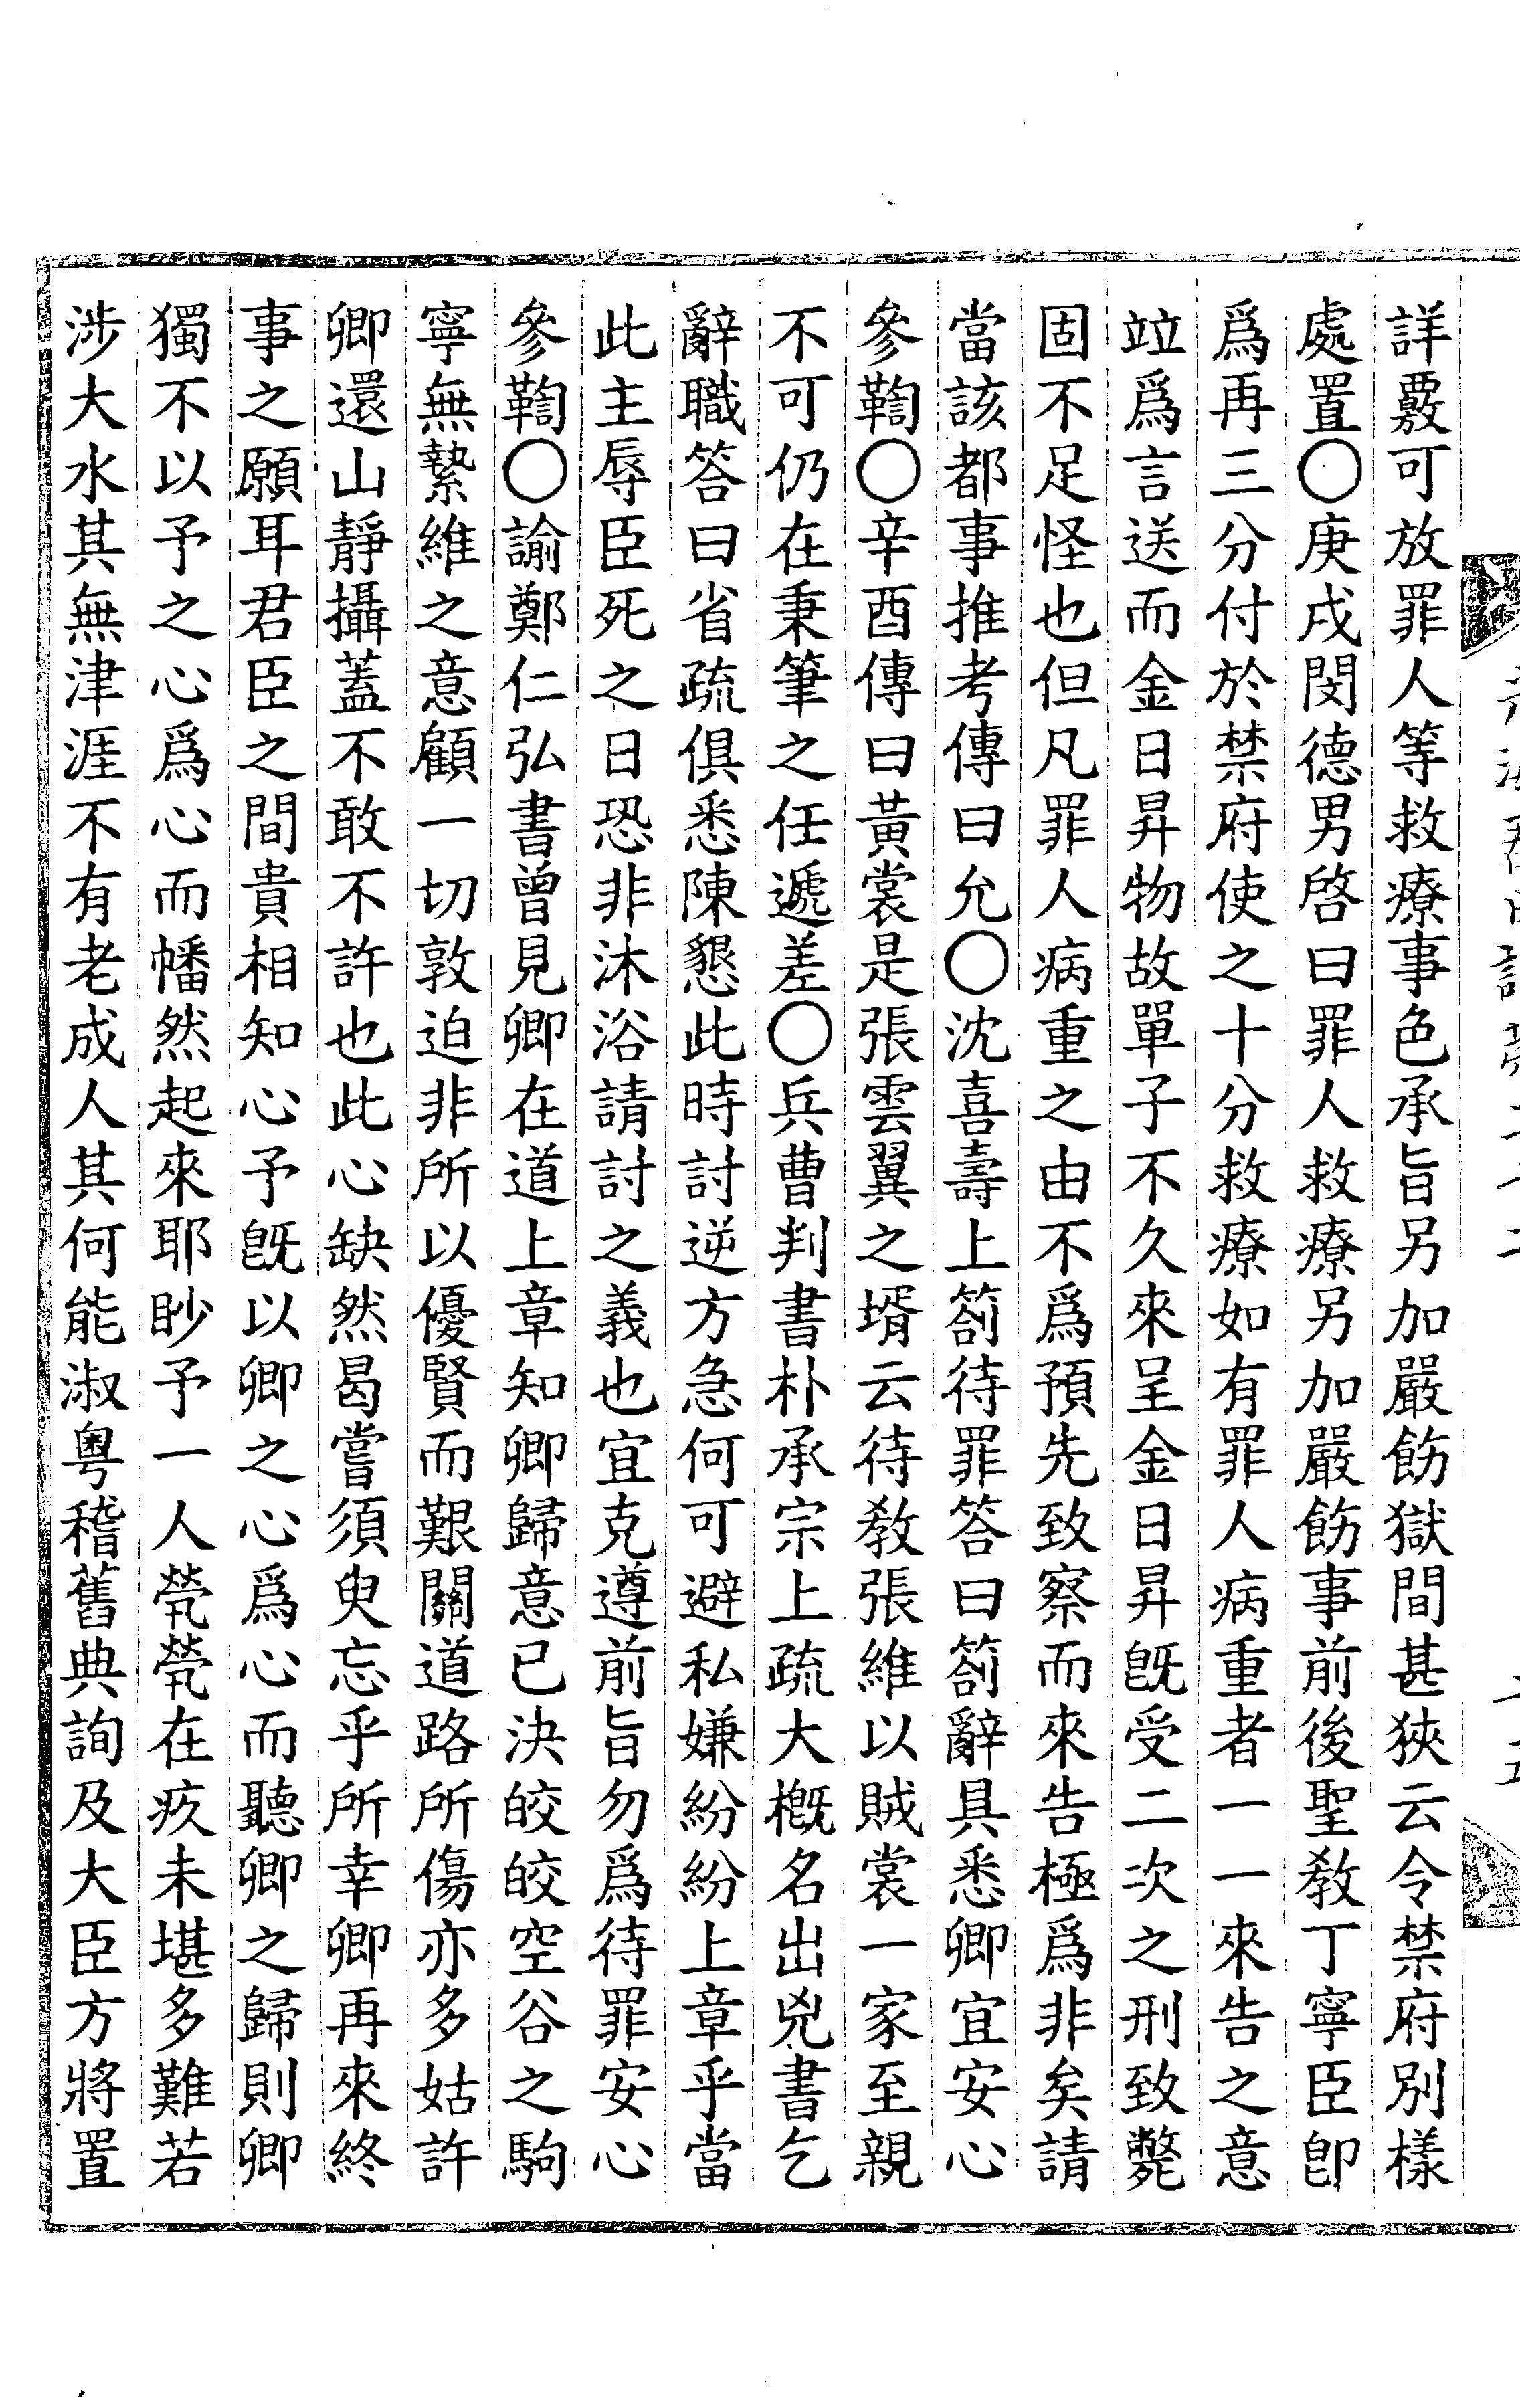 詳覈可放罪人等救療事色承旨另加嚴飭獄間甚狹云令禁府別樣
處置○庚戌閔德男啓曰罪人救療另加嚴飭事前後聖敎丁寧臣卽
爲再三分付於禁府使之十分救療如有罪人病重者一一來告之意
竝爲言送而金日昇物故單子不久來呈金日昇旣受二次之刑致斃
固不足怪也但凡罪人病重之由不爲預先致察而來告極爲非矣請
當該都事推考傳曰允○沈喜壽上箚待罪答曰箚辭具悉卿宜安心
參鞫○辛酉傳曰黃裳是張雲翼之壻云待敎張維以賊裳一家至親
不可仍在秉筆之任遞差○兵曹判書朴承宗上疏大槪名出兇書乞
辭職答曰省疏俱悉陳懇此時討逆方急何可避私嫌紛紛上章乎當
此主辱臣死之日恐非沐浴請討之義也宜克遵前旨勿爲待罪安心
參鞫○諭鄭仁弘書曾見卿在道上章知卿歸意已決皎皎空谷之駒
寧無縶維之意顧一切敦迫非所以優賢而艱關道路所傷亦多姑許
卿還山靜攝蓋不敢不許也此心缺然曷嘗須臾忘乎所幸卿再來終
事之願耳君臣之間貴相知心予旣以卿之心爲心而聽卿之歸則卿
獨不以予之心爲心而幡然起來耶眇予一人煢煢在疚未堪多難若
涉大水其無津涯不有老成人其何能淑粤稽舊典詢及大臣方將置